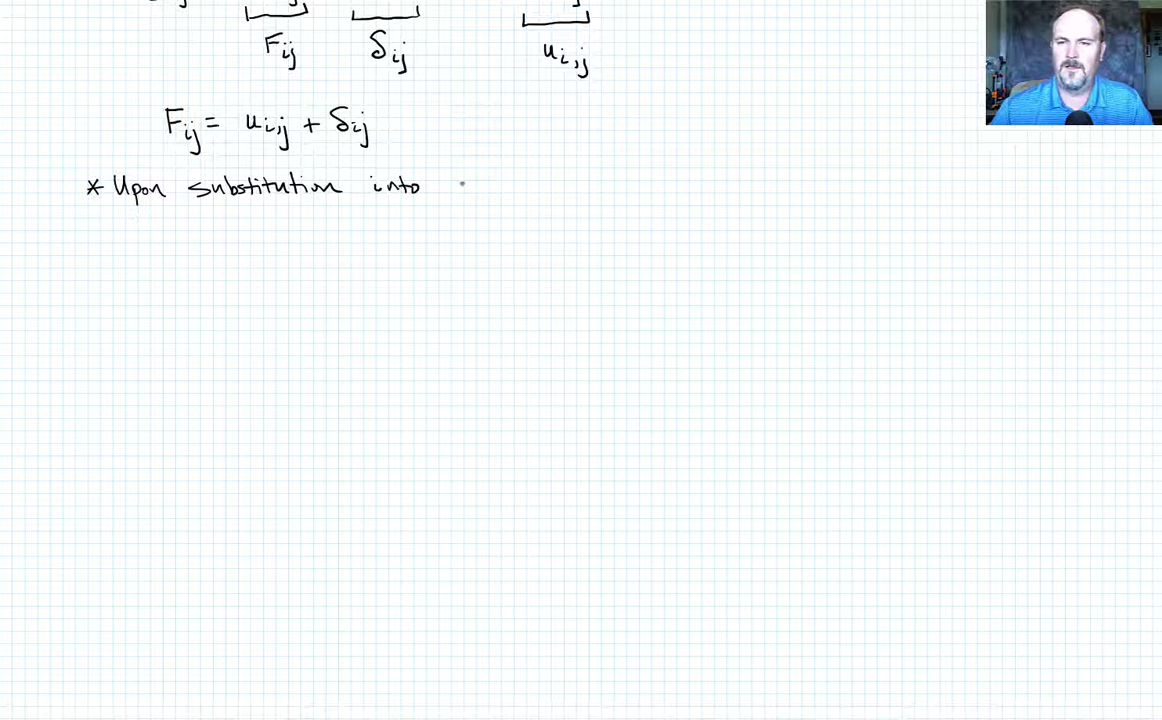 F_ij δ_ij u_i,j
F_ij = u_i,j + δ_ij
* Upon substitution into